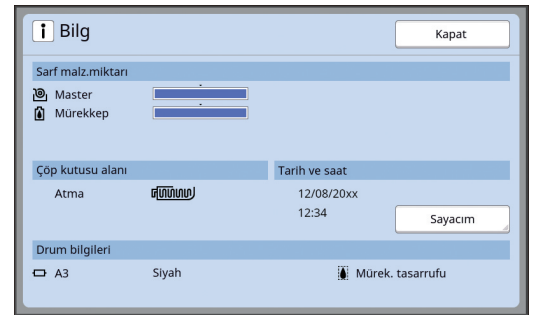 Bilg
Kapat
Sarf malz.miktarı
Master
Mürekkep
Çöp kutusu alanı
Tarih ve saat
Atma
12/08/20xx
12:34
Sayacım
Drum bilgileri
A3 Siyah Mürek. tasarrufu